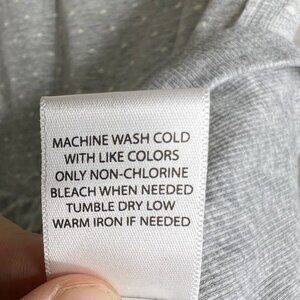 MACHINE WASH COLD
WITH LIKE COLORS
ONLY NON-CHLORINE
BLEACH WHEN NEEDED
TUMBLE DRY LOW
WARM IRON IF NEEDED